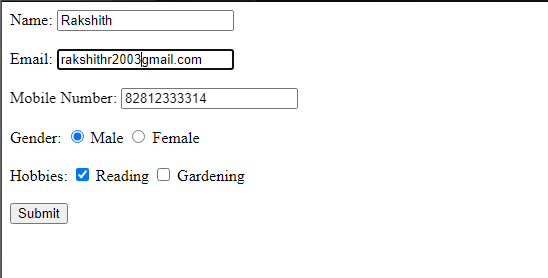 Name: Rakshith
Email: rakshithr2003gmail.com
Mobile Number: 82812333314
Gender: Male Female
Hobbies: Reading Gardening
Submit